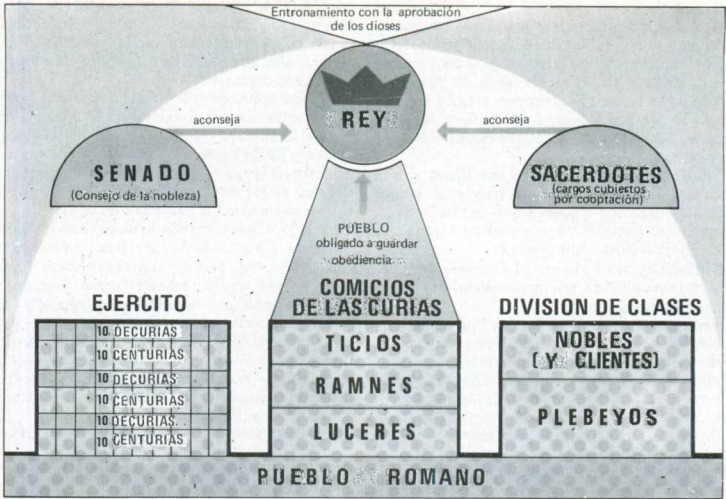 Entronamiento con la aprobación
de los dioses
REY
aconseja
aconseja
SENADO
(Consejo de la nobleza)
SACERDOTES
(cargos cubiertos
por cooptación)
PUEBLO
obligado a guardar
obediencia
EJERCITO
10 DECURIAS
10 CENTURIAS
10 DECURIAS
10 CENTURIAS
10 DECURIAS
10 CENTURIAS
COMICIOS
DE LAS CURIAS
TICIOS
RAMNES
LUCERES
DIVISION DE CLASES
NOBLES
(Y CLIENTES)
PLEBEYOS
PUEBLO ROMANO